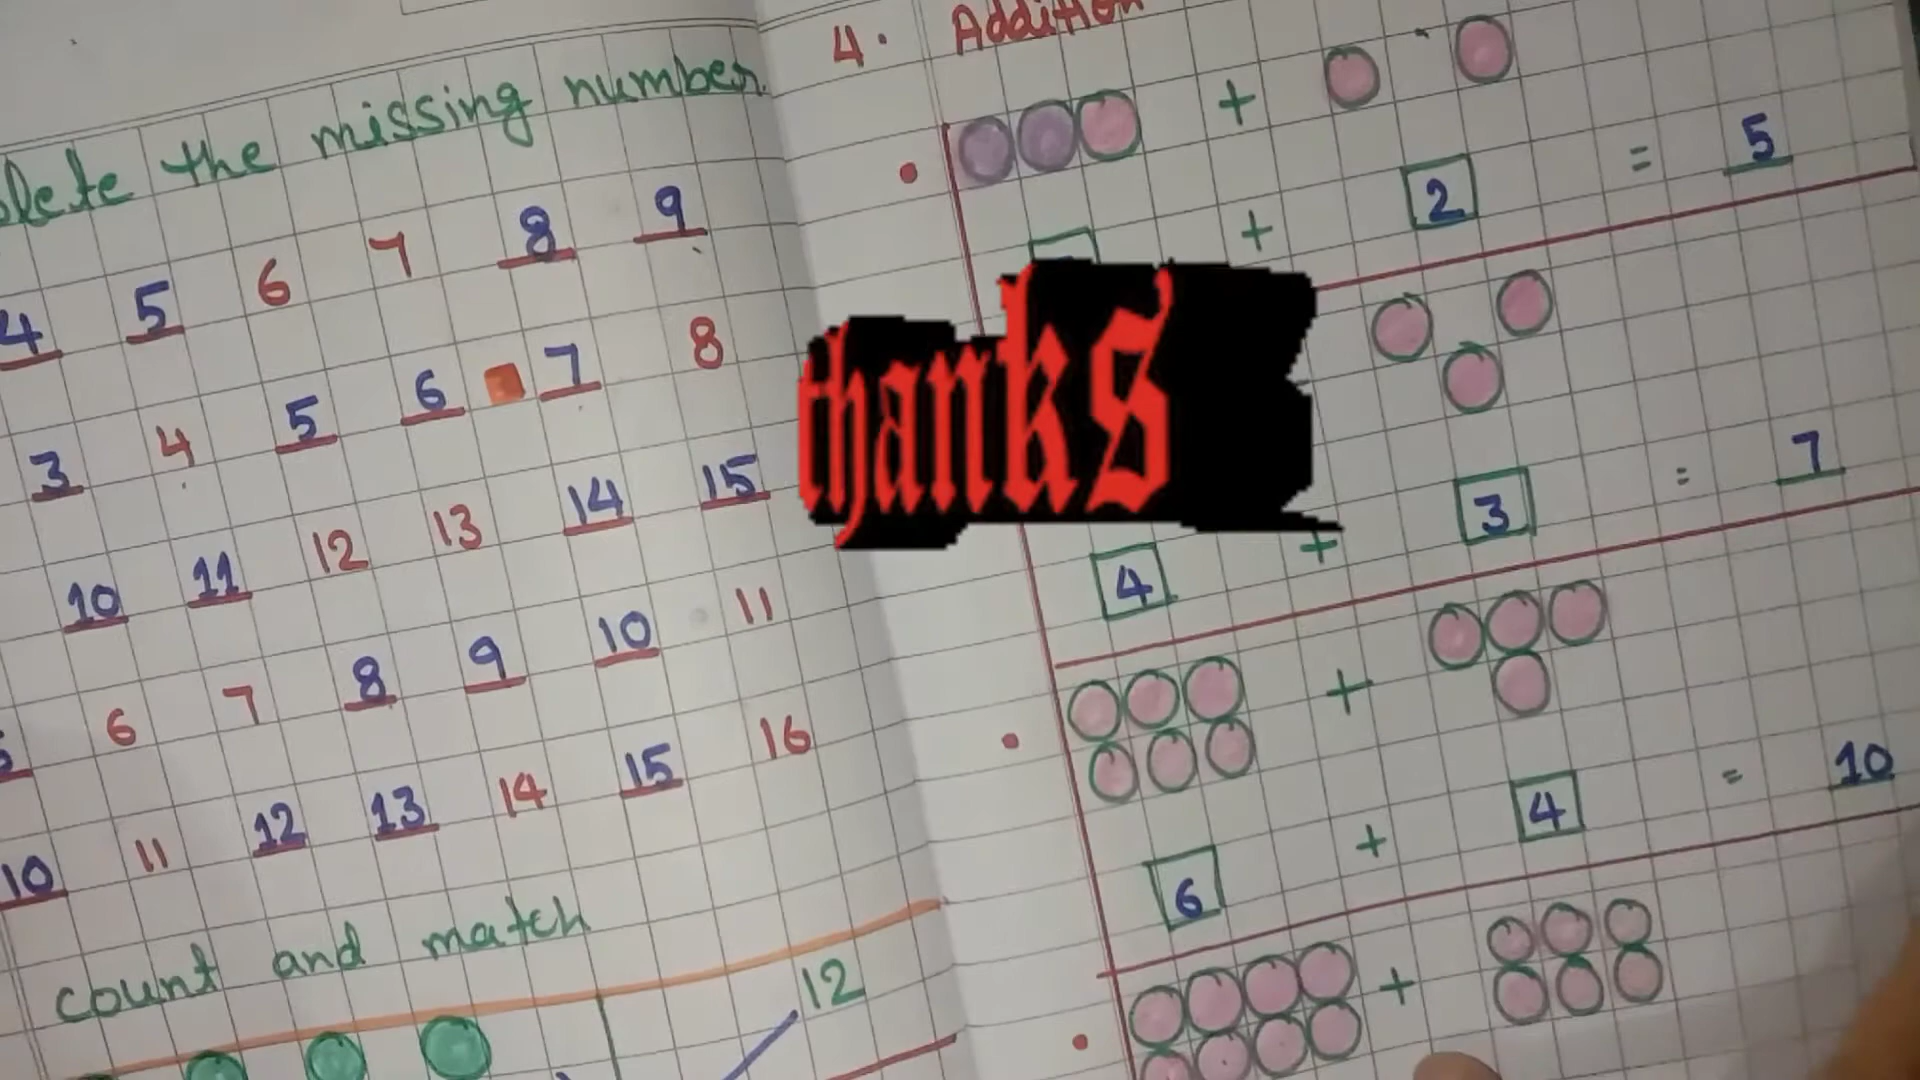 plete the missing number.
4 5 6 7 8 9
3 4 5 6 7 8
10 11 12 13 14 15
6 7 8 9 10 11
10 11 12 13 14 15 16
count and match
12
4. Addition
+
+ 2 = 5
thanks
4 + 3 = 7
+
6 + 4 = 10
+